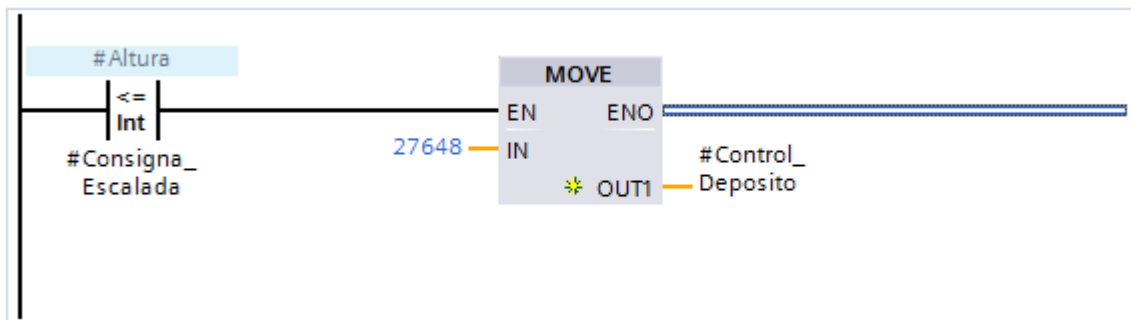 #Altura
<=
Int
#Consigna_
Escalada
MOVE
EN ENO
27648 IN
OUT1
#Control_
Deposito